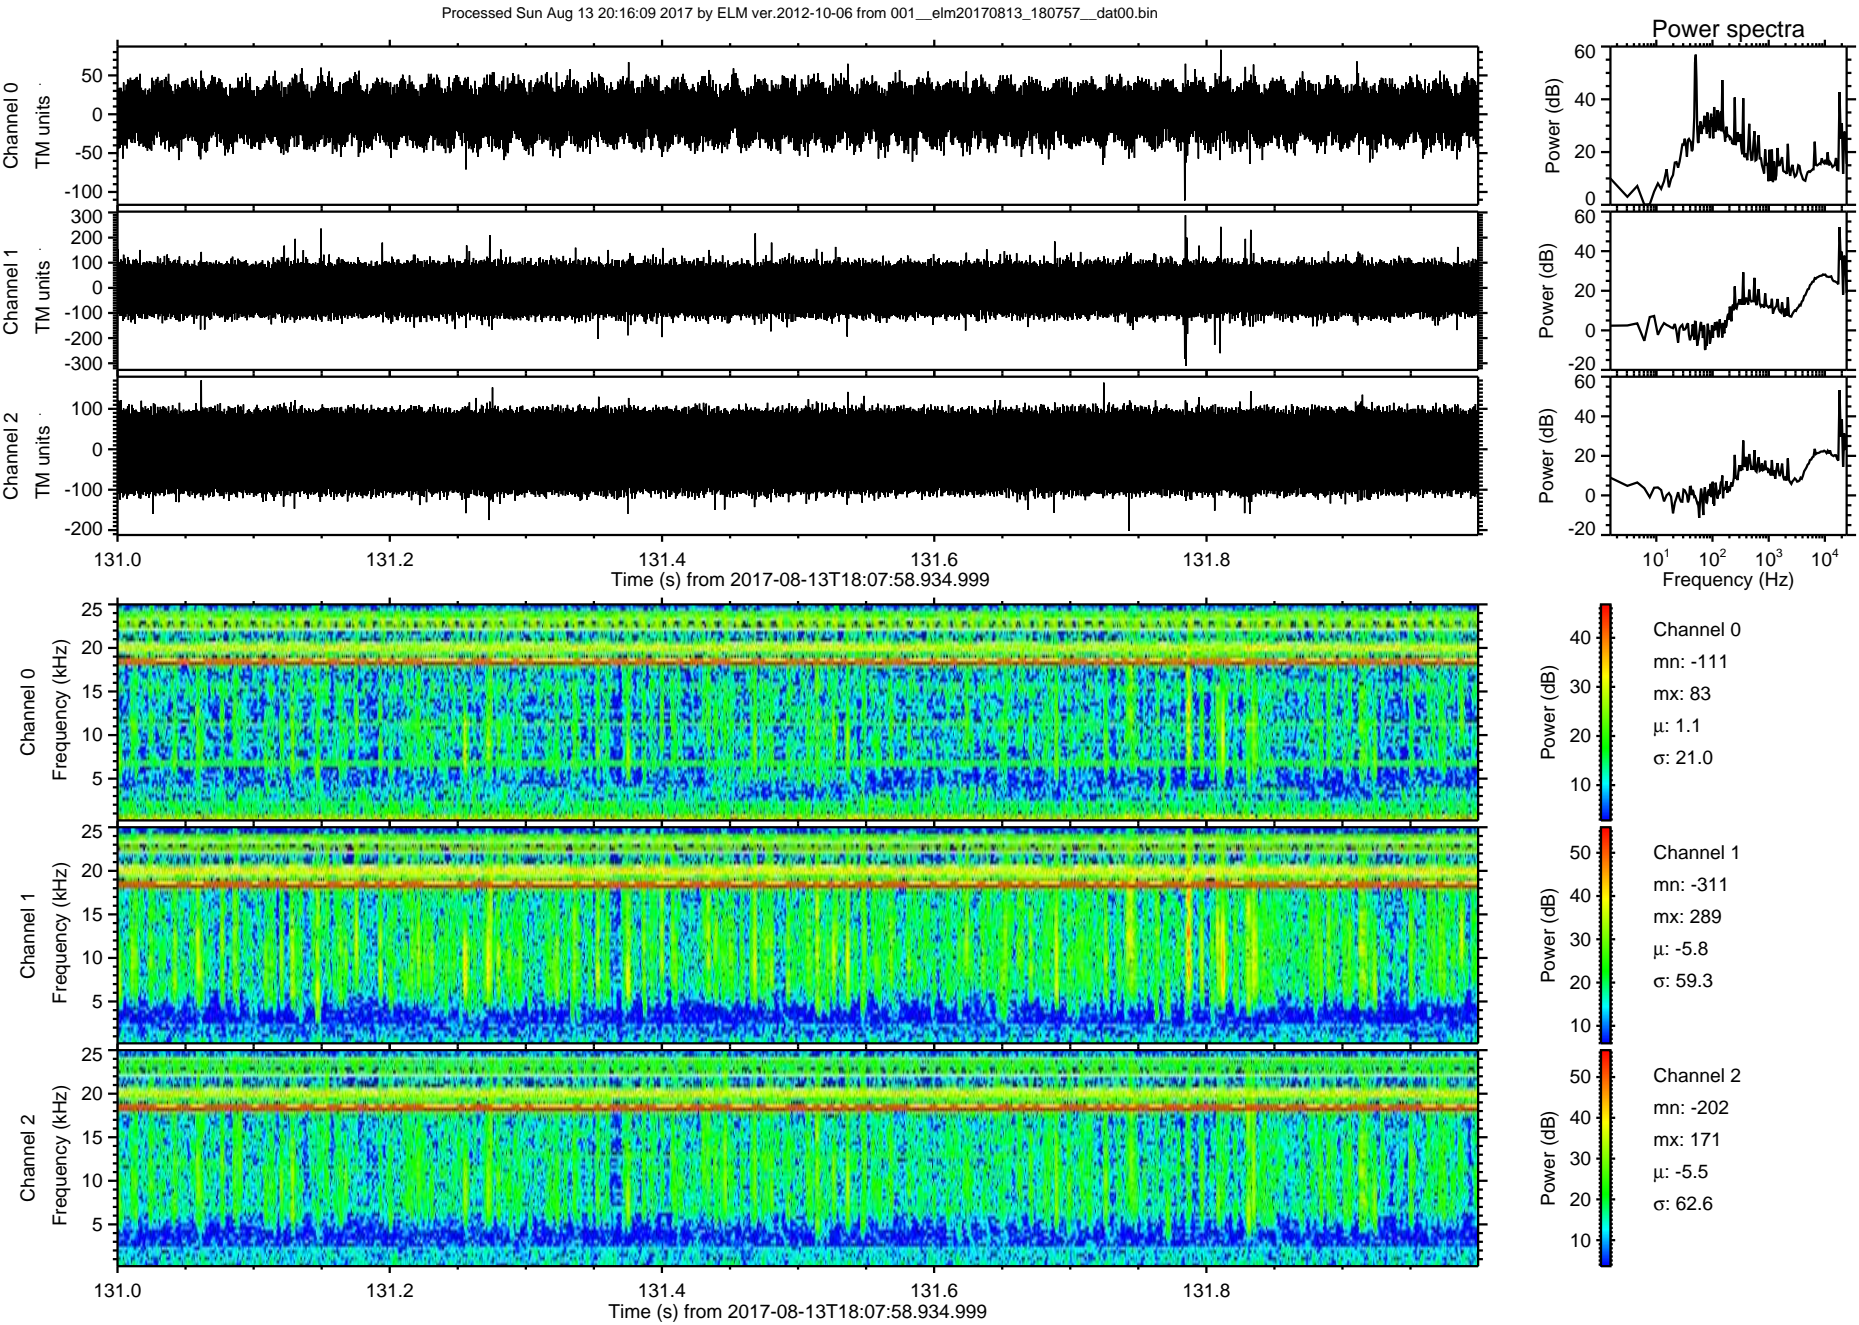 Processed Sun Aug 13 20:16:09 2017 by ELM ver.2012-10-06 from 001__elm20170813_180757__dat00.bin
Power spectra
Channel 0
TM units
50
0
-50
-100
Power (dB)
60
40
20
0
Channel 1
TM units
300
200
100
0
-100
-200
-300
Power (dB)
60
40
20
0
-20
Channel 2
TM units
100
0
-100
-200
Power (dB)
60
40
20
0
-20
131.0 131.2 131.4 131.6 131.8
Time (s) from 2017-08-13T18:07:58.934.999
10¹ 10² 10³ 10⁴
Frequency (Hz)
Channel 0
Frequency (kHz)
25
20
15
10
5
Power (dB)
40
30
20
10
Channel 0
mn: -111
mx: 83
µ: 1.1
σ: 21.0
Channel 1
Frequency (kHz)
25
20
15
10
5
Power (dB)
50
40
30
20
10
Channel 1
mn: -311
mx: 289
µ: -5.8
σ: 59.3
Channel 2
Frequency (kHz)
25
20
15
10
5
Power (dB)
50
40
30
20
10
Channel 2
mn: -202
mx: 171
µ: -5.5
σ: 62.6
131.0 131.2 131.4 131.6 131.8
Time (s) from 2017-08-13T18:07:58.934.999